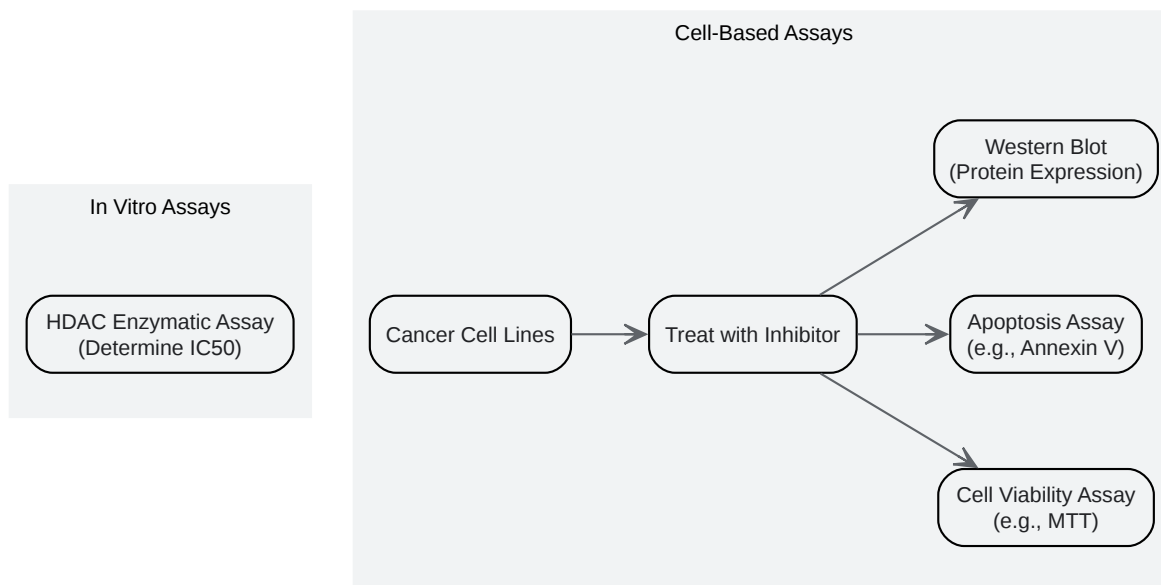 Cell-Based Assays
Western Blot
(Protein Expression)
In Vitro Assays
HDAC Enzymatic Assay
(Determine IC50)
Cancer Cell Lines
Treat with Inhibitor
Apoptosis Assay
(e.g., Annexin V)
Cell Viability Assay
(e.g., MTT)